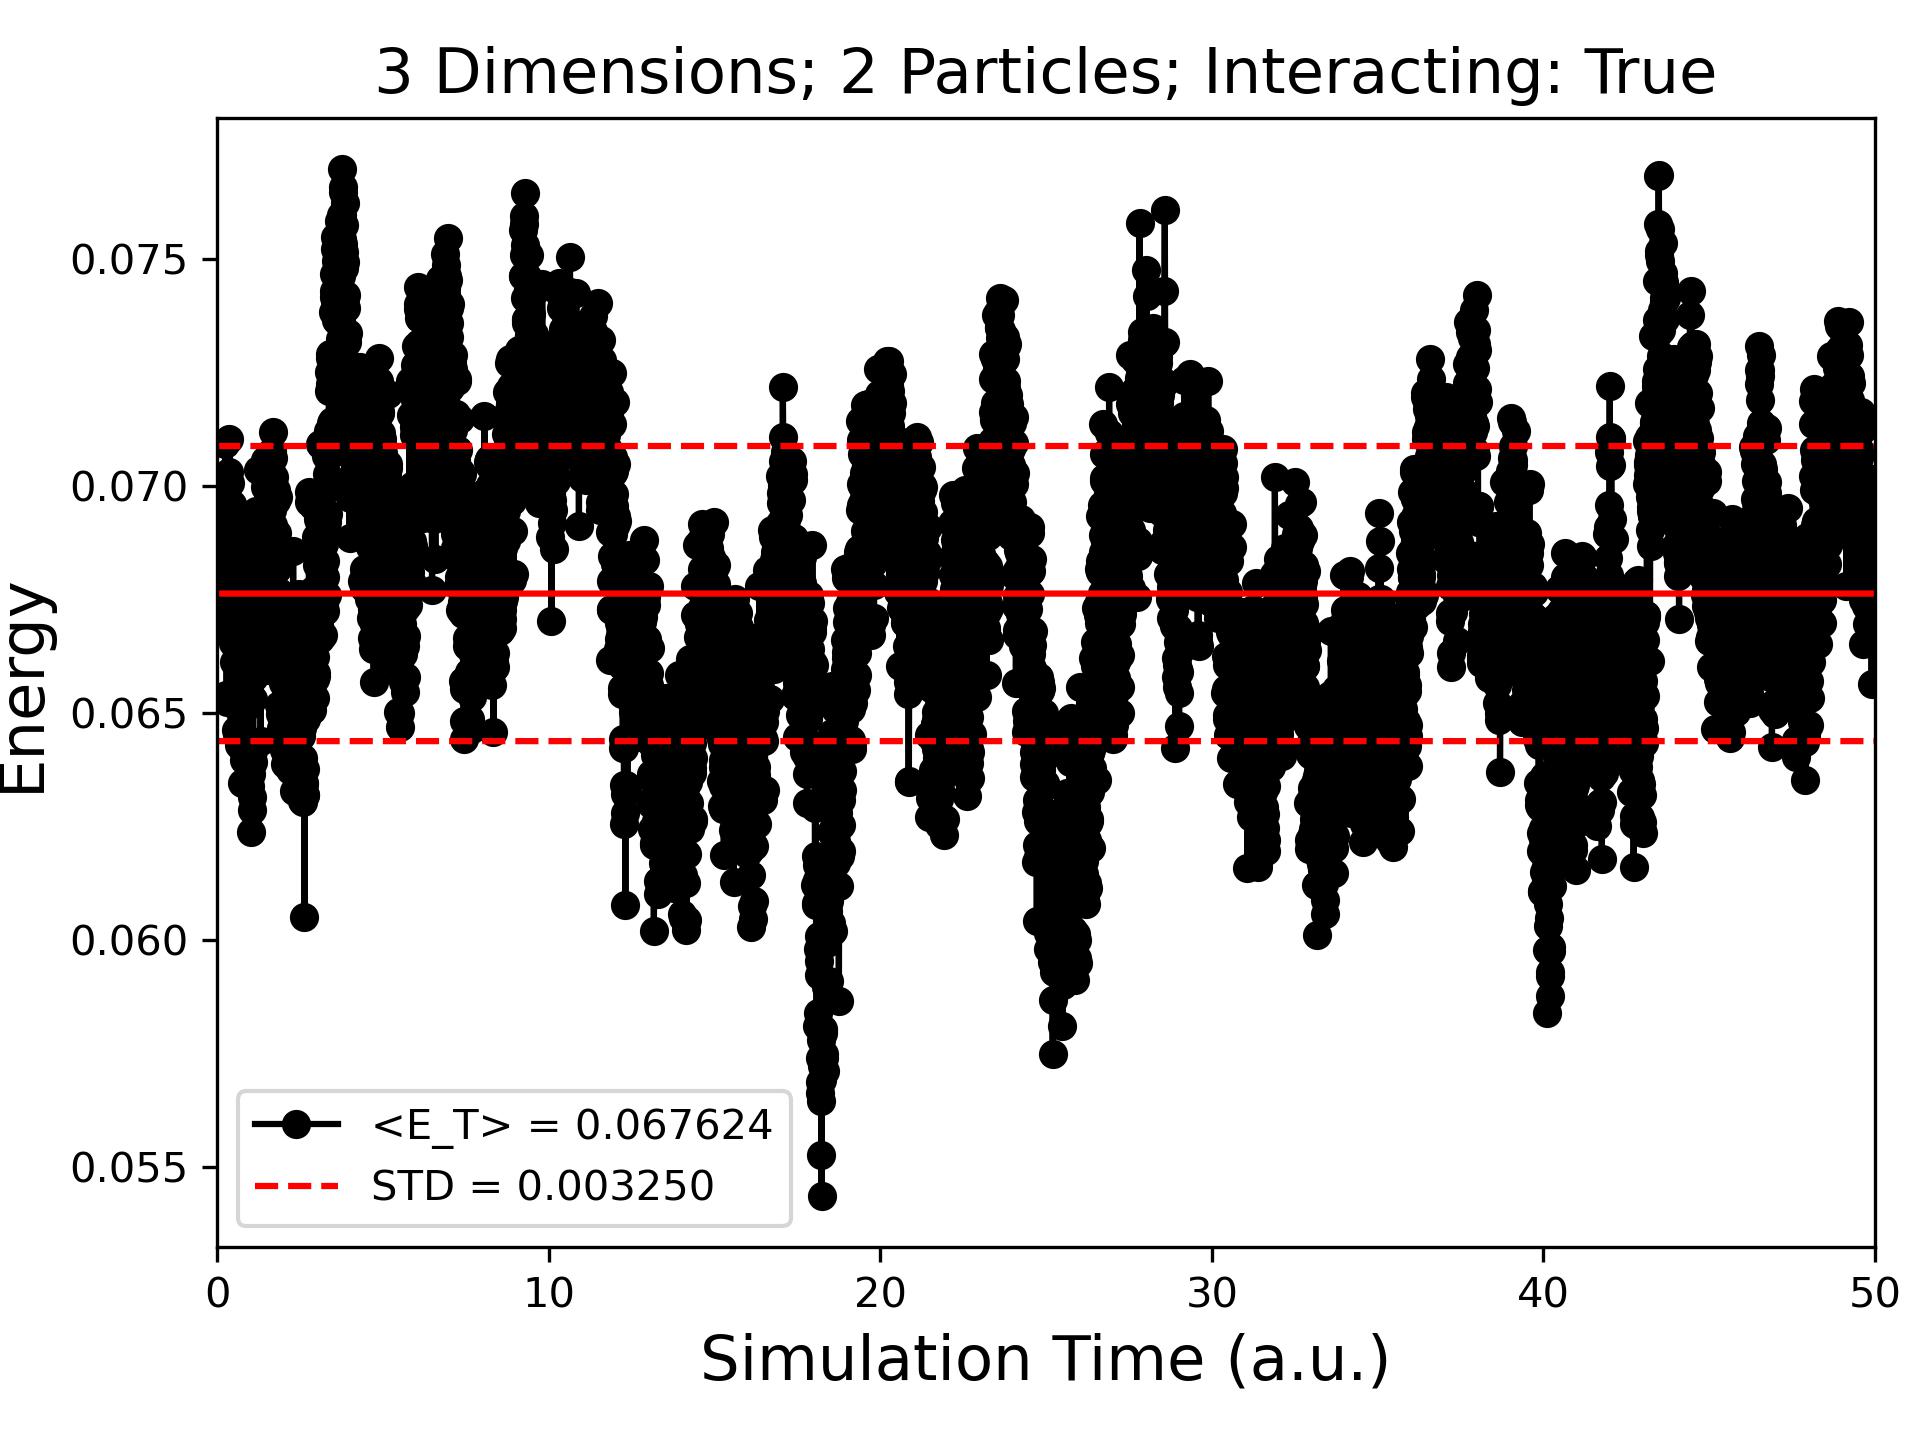 3 Dimensions; 2 Particles; Interacting: True
Energy
0.075
0.070
0.065
0.060
0.055
<E_T> = 0.067624
STD = 0.003250
0 10 20 30 40 50
Simulation Time (a.u.)